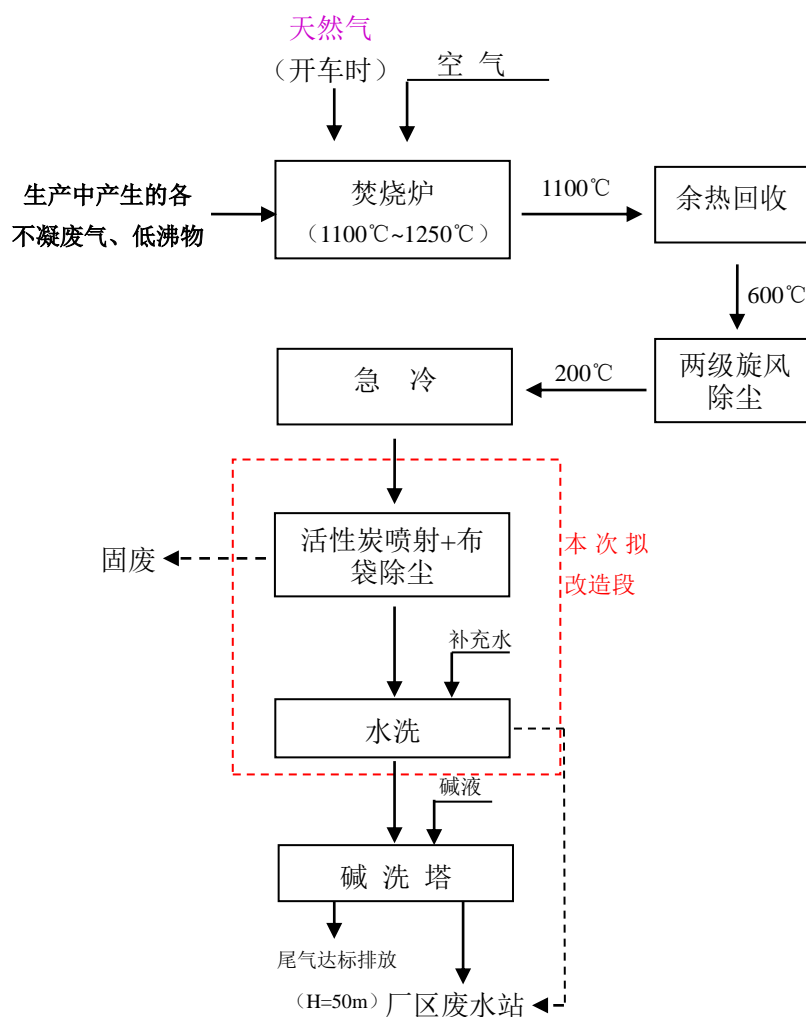 天然气
（开车时）
空 气
生产中产生的各
不凝废气、低沸物
焚烧炉
（1100℃~1250℃）
1100℃
余热回收
600℃
两级旋风
除尘
200℃
急 冷
活性炭喷射+布
袋除尘
固废
本次拟
改造段
补充水
水洗
碱液
碱 洗 塔
尾气达标排放
（H=50m）
厂区废水站